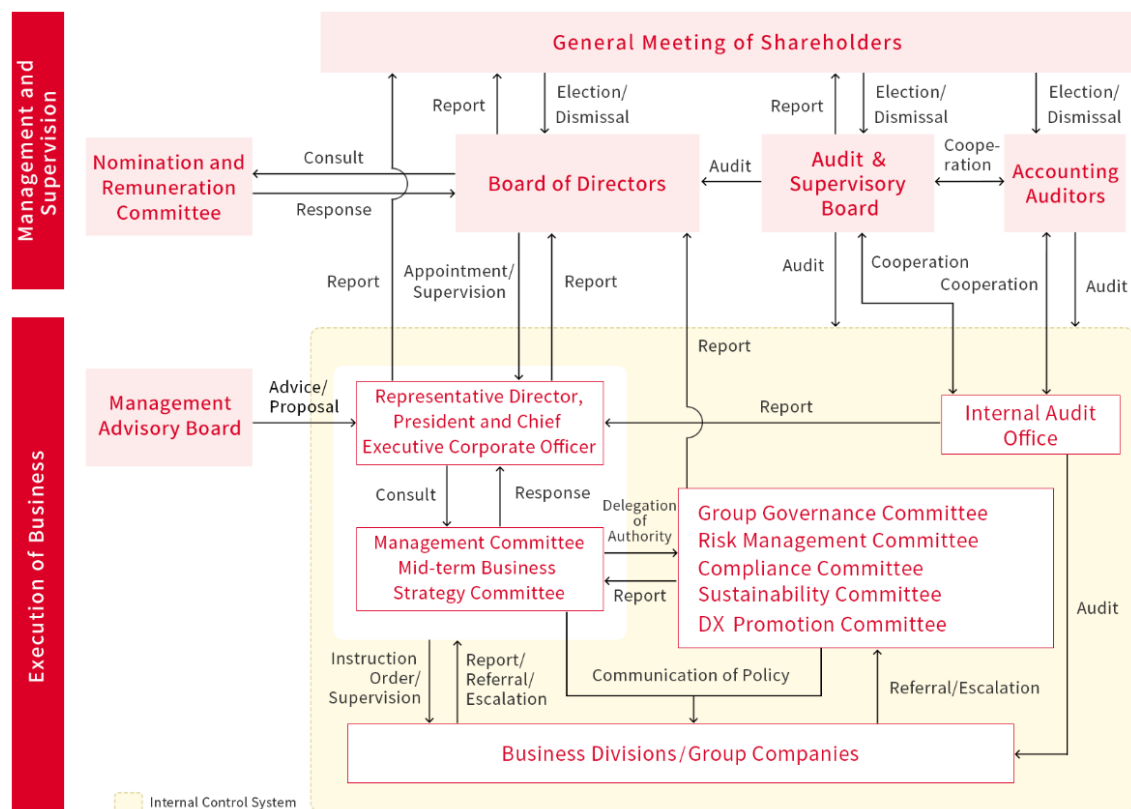 Management and
Supervision
General Meeting of Shareholders
Report
Election/
Dismissal
Report
Election/
Dismissal
Election/
Dismissal
Nomination and
Remuneration
Committee
Consult
Response
Board of Directors
Audit
Audit &
Supervisory
Board
Coope-
ration
Accounting
Auditors
Report
Appointment/
Supervision
Report
Audit
Cooperation
Cooperation
Audit
Execution of Business
Report
Management
Advisory Board
Advice/
Proposal
Representative Director,
President and Chief
Executive Corporate Officer
Report
Internal Audit
Office
Consult
Response
Management Committee
Mid-term Business
Strategy Committee
Delegation
of
Authority
Report
Group Governance Committee
Risk Management Committee
Compliance Committee
Sustainability Committee
DX Promotion Committee
Audit
Instruction
Order/
Supervision
Report/
Referral/
Escalation
Communication of Policy
Referral/Escalation
Business Divisions/Group Companies
Internal Control System